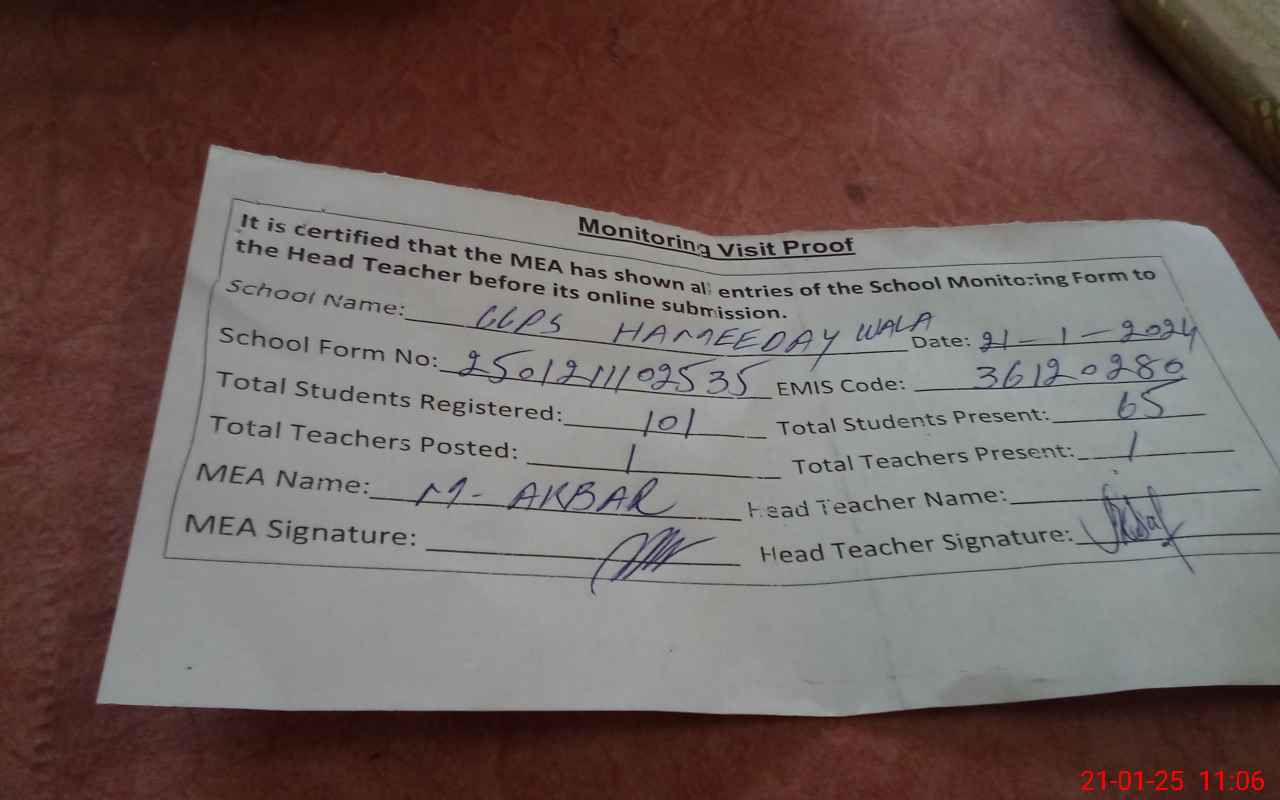 Monitoring Visit Proof
It is certified that the MEA has shown all entries of the School Monitoring Form to
the Head Teacher before its online submission.
School Name: GGPS HAMEEDAY WALA Date: 21-1-2024
School Form No: 2501211102535 EMIS Code: 36120280
Total Students Registered: 101 Total Students Present: 65
Total Teachers Posted: 1 Total Teachers Present: 1
MEA Name: M- AKBAR Head Teacher Name:
MEA Signature: Head Teacher Signature:
21-01-25 11:06